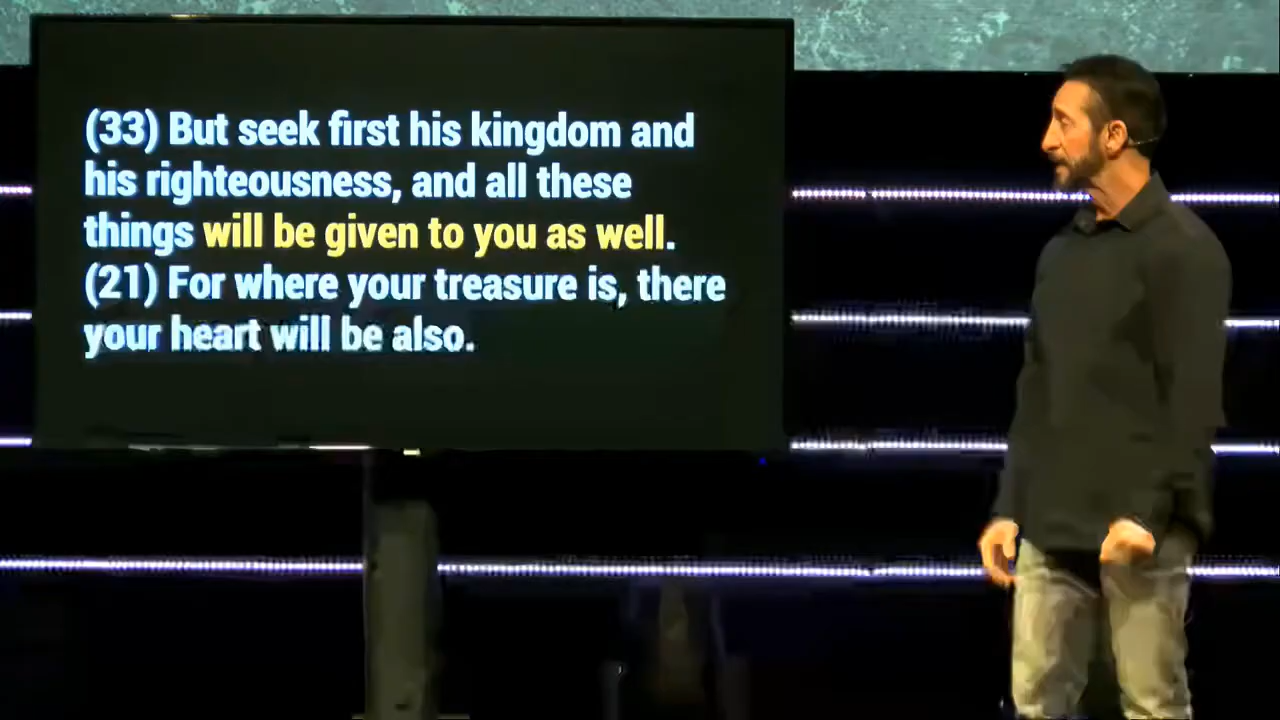 (33) But seek first his kingdom and
his righteousness, and all these
things will be given to you as well.
(21) For where your treasure is, there
your heart will be also.